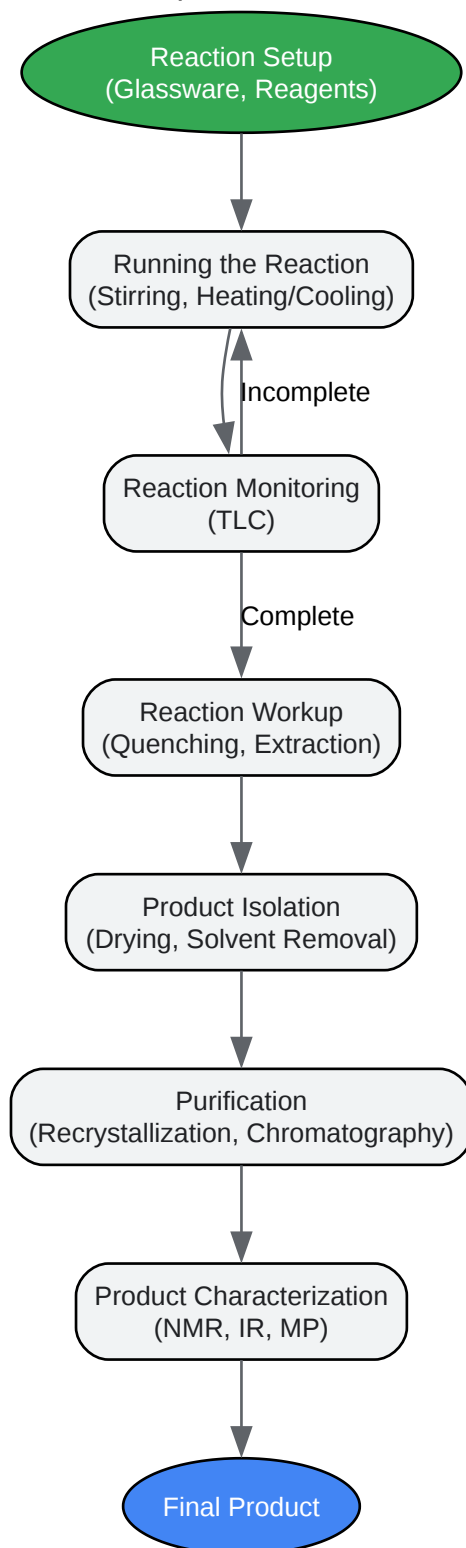 Reaction Setup
(Glassware, Reagents)
Running the Reaction
(Stirring, Heating/Cooling)
Incomplete
Reaction Monitoring
(TLC)
Complete
Reaction Workup
(Quenching, Extraction)
Product Isolation
(Drying, Solvent Removal)
Purification
(Recrystallization, Chromatography)
Product Characterization
(NMR, IR, MP)
Final Product